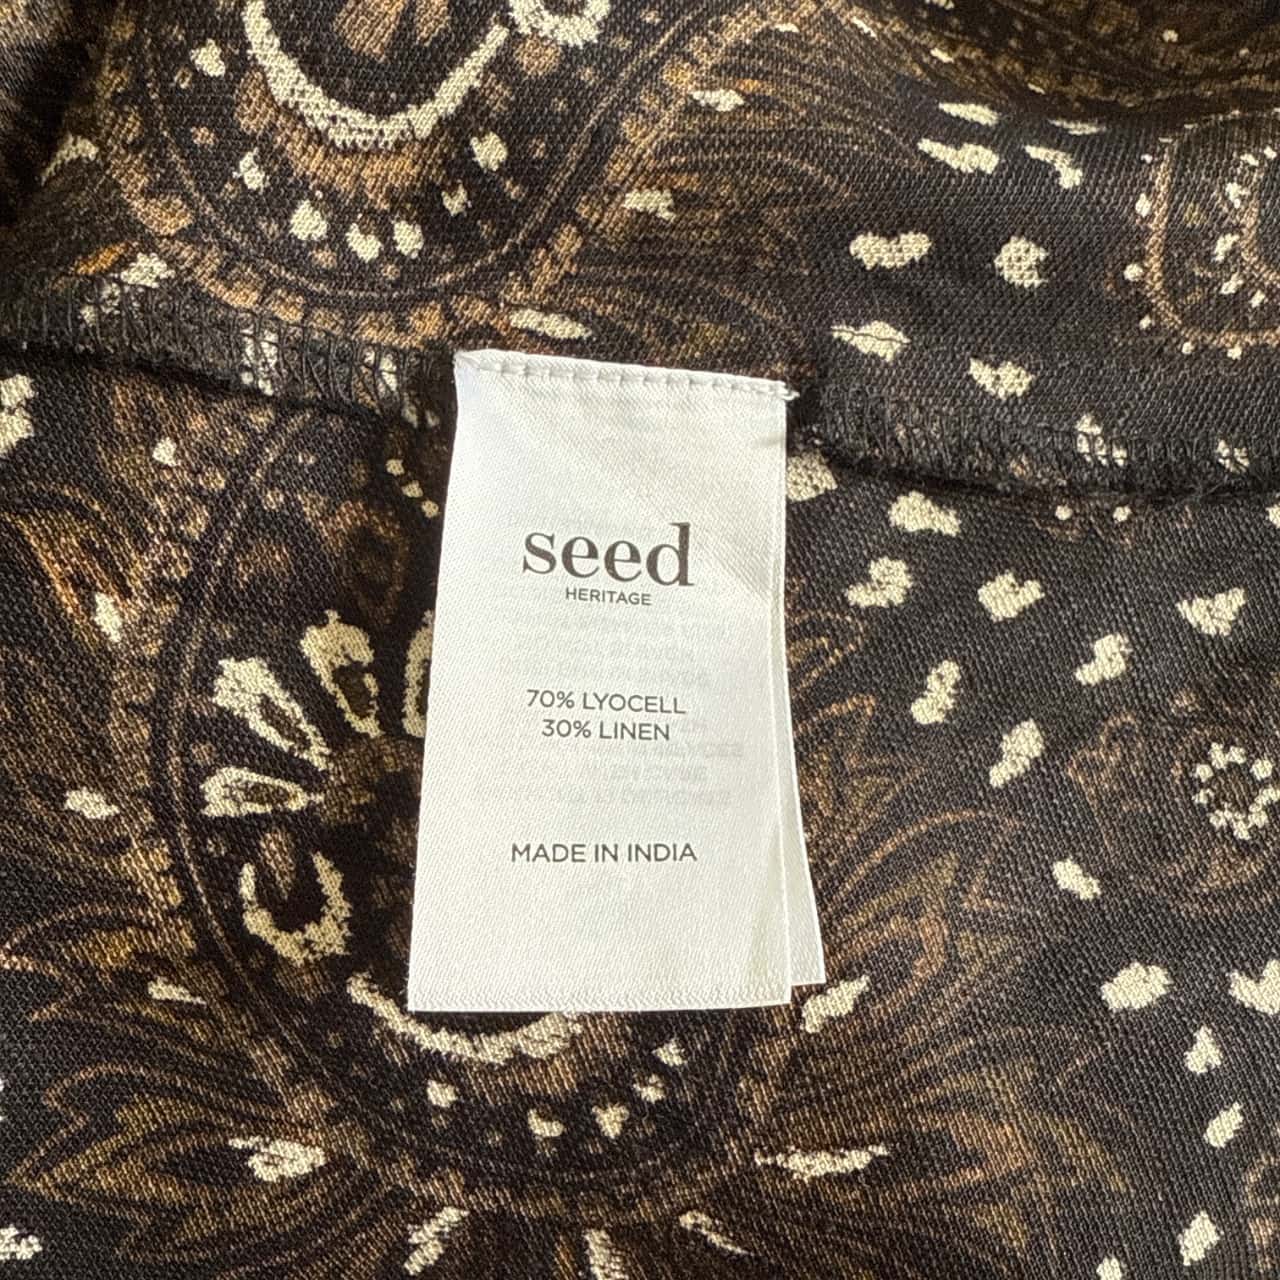 seed
HERITAGE
70% LYOCELL
30% LINEN
MADE IN INDIA